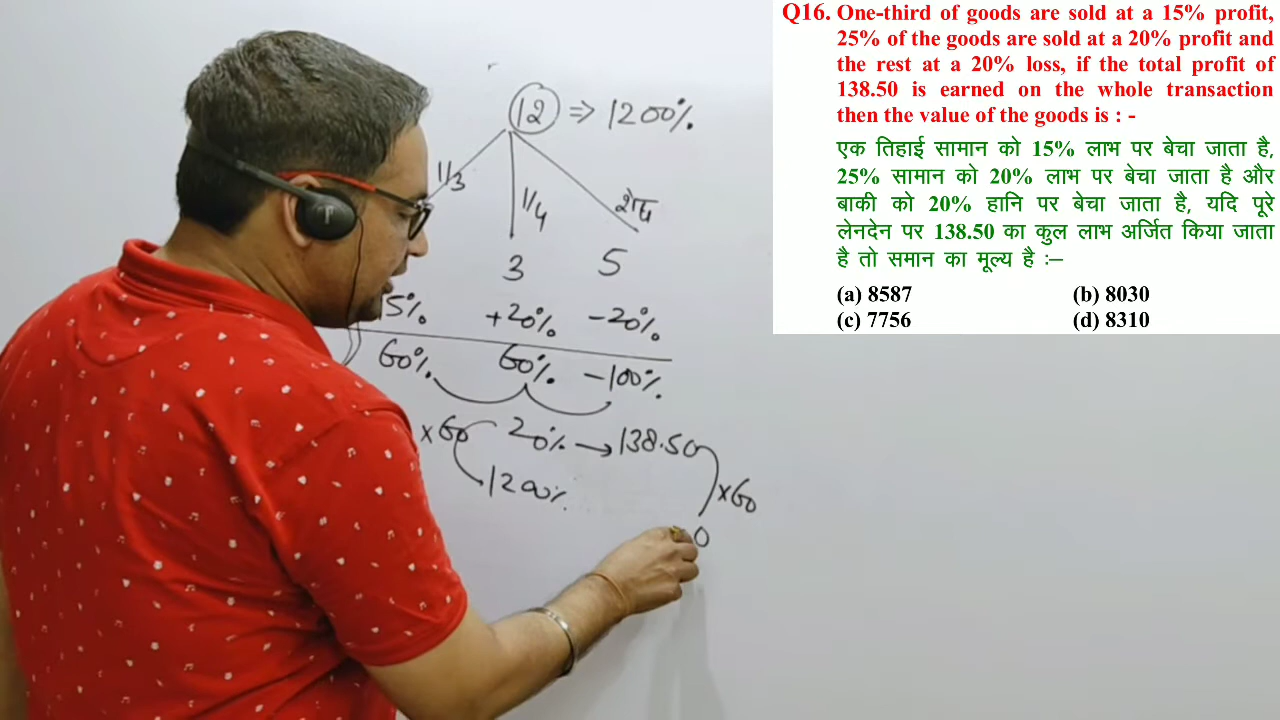 Q16. One-third of goods are sold at a 15% profit,
25% of the goods are sold at a 20% profit and
the rest at a 20% loss, if the total profit of
138.50 is earned on the whole transaction
then the value of the goods is : -
एक तिहाई सामान को 15% लाभ पर बेचा जाता है,
25% सामान को 20% लाभ पर बेचा जाता है और
बाकी को 20% हानि पर बेचा जाता है, यदि पूरे
लेनदेन पर 138.50 का कुल लाभ अर्जित किया जाता
है तो समान का मूल्य है :–
(a) 8587 (b) 8030
(c) 7756 (d) 8310
12 ⇒ 1200%
1/3 1/4
3 5
5% +20% -20%
60% 60% -100%
×60 20% → 138.50
1200% ×60
0